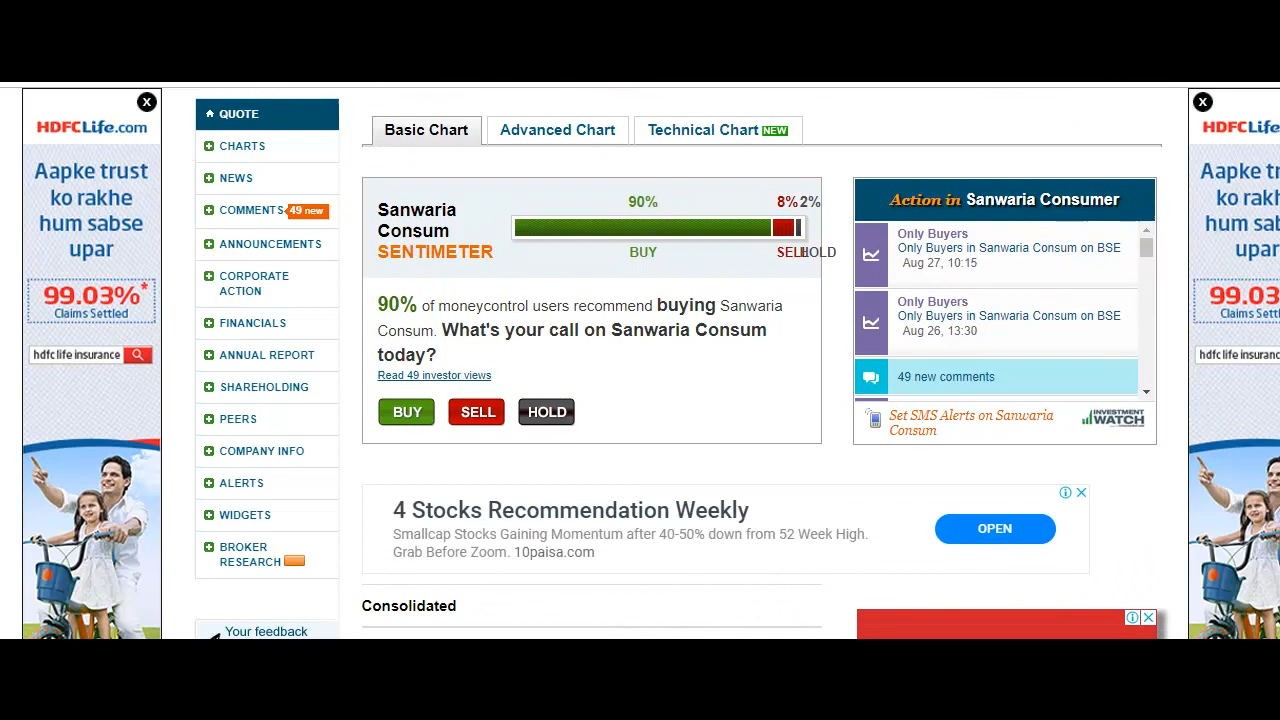 X
HDFCLife.com
Aapke trust
ko rakhe
hum sabse
upar
99.03%*
Claims Settled
hdfc life insurance
QUOTE
CHARTS
NEWS
COMMENTS 49 new
ANNOUNCEMENTS
CORPORATE
ACTION
FINANCIALS
ANNUAL REPORT
SHAREHOLDING
PEERS
COMPANY INFO
ALERTS
WIDGETS
BROKER
RESEARCH
Your feedback
Basic Chart
Advanced Chart
Technical Chart NEW
Sanwaria
Consum
SENTIMETER
90% 8% 2%
BUY SELL HOLD
90% of moneycontrol users recommend buying Sanwaria
Consum. What's your call on Sanwaria Consum
today?
Read 49 investor views
BUY SELL HOLD
Action in Sanwaria Consumer
Only Buyers
Only Buyers in Sanwaria Consum on BSE
Aug 27, 10:15
Only Buyers
Only Buyers in Sanwaria Consum on BSE
Aug 26, 13:30
49 new comments
Set SMS Alerts on Sanwaria
Consum
INVESTMENT
WATCH
4 Stocks Recommendation Weekly
Smallcap Stocks Gaining Momentum after 40-50% down from 52 Week High.
Grab Before Zoom. 10paisa.com
OPEN
Consolidated
X
HDFCLife
Aapke tr
ko rakh
hum sab
upar
99.03
Claims Sett
hdfc life insuranc